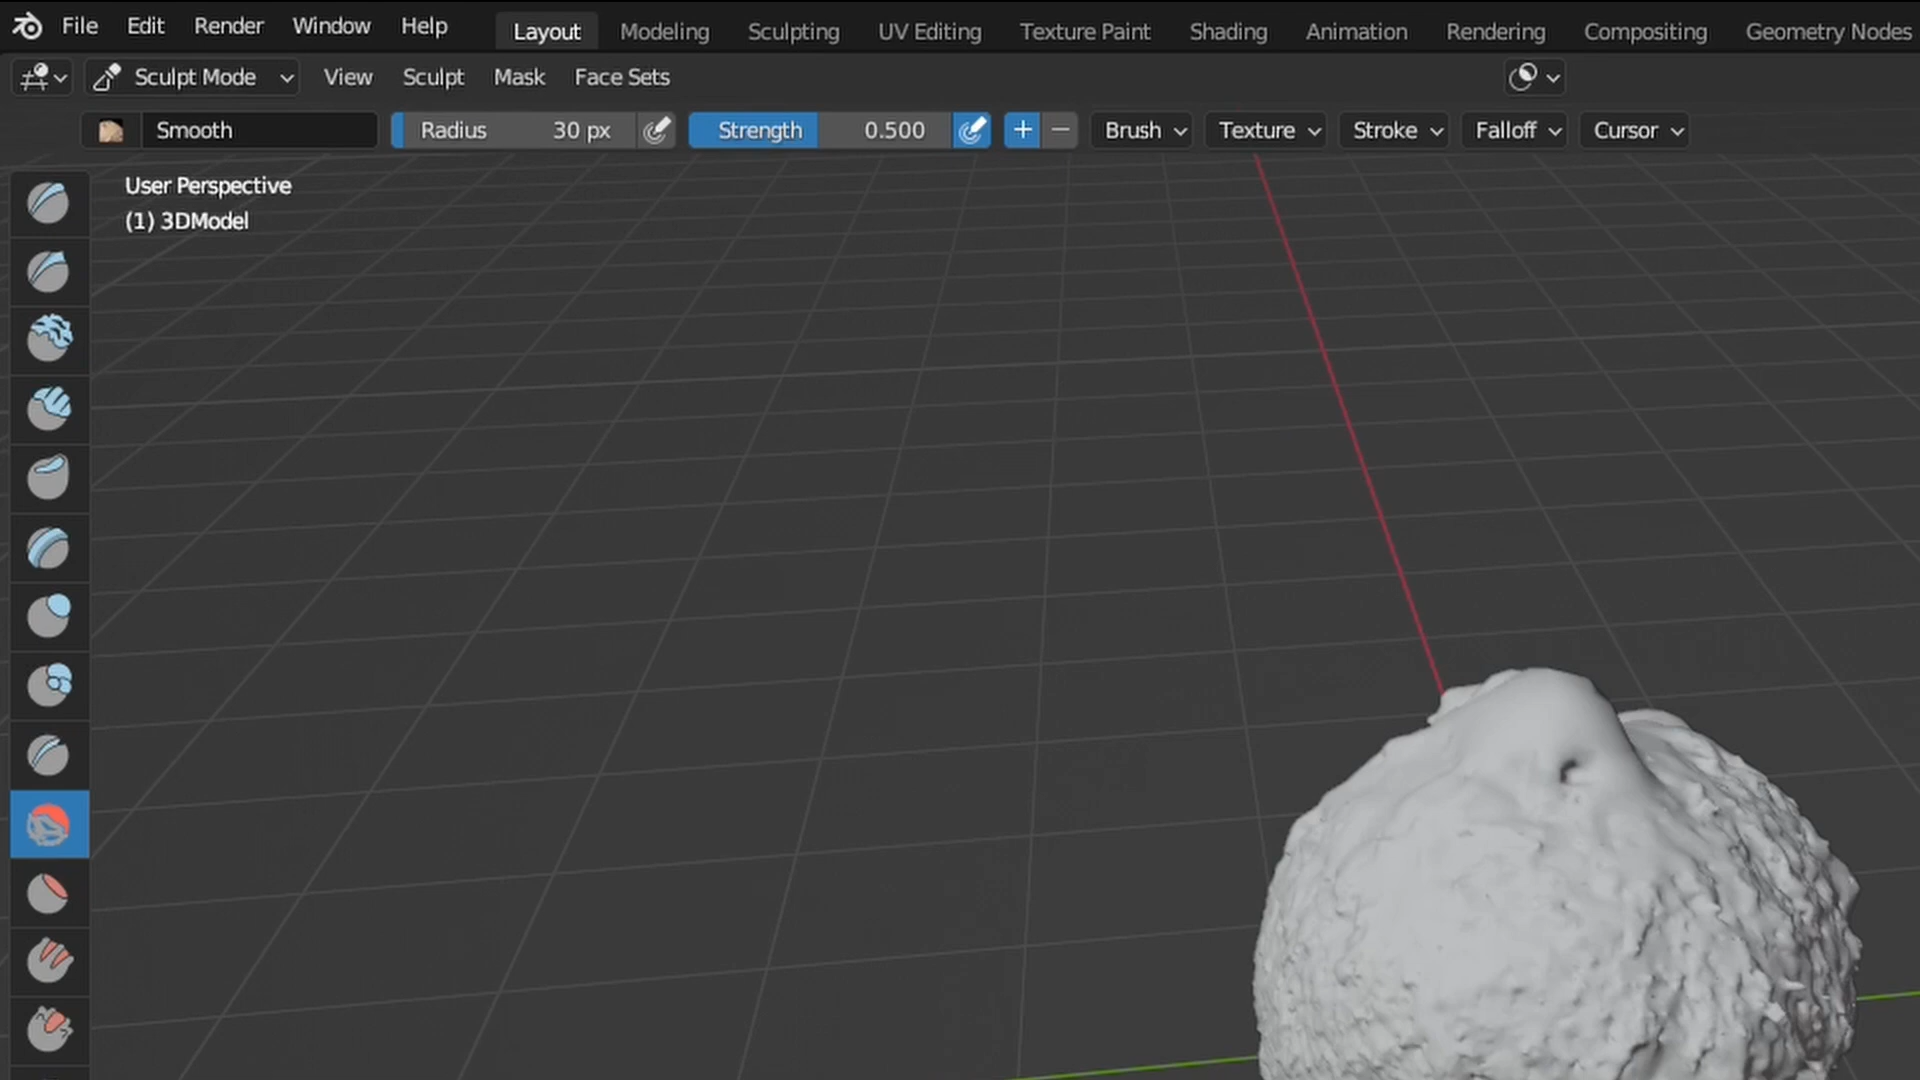 File Edit Render Window Help Layout Modeling Sculpting UV Editing Texture Paint Shading Animation Rendering Compositing Geometry Nodes
Sculpt Mode View Sculpt Mask Face Sets
Smooth Radius 30 px Strength 0.500 Brush Texture Stroke Falloff Cursor
User Perspective
(1) 3DModel